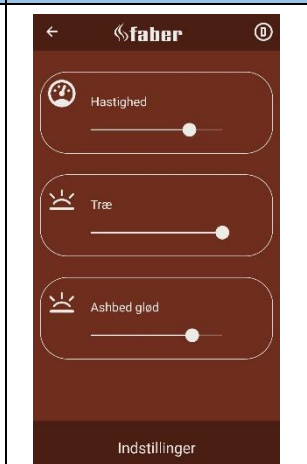 faber
D
Hastighed
Træ
Ashbed glød
Indstillinger